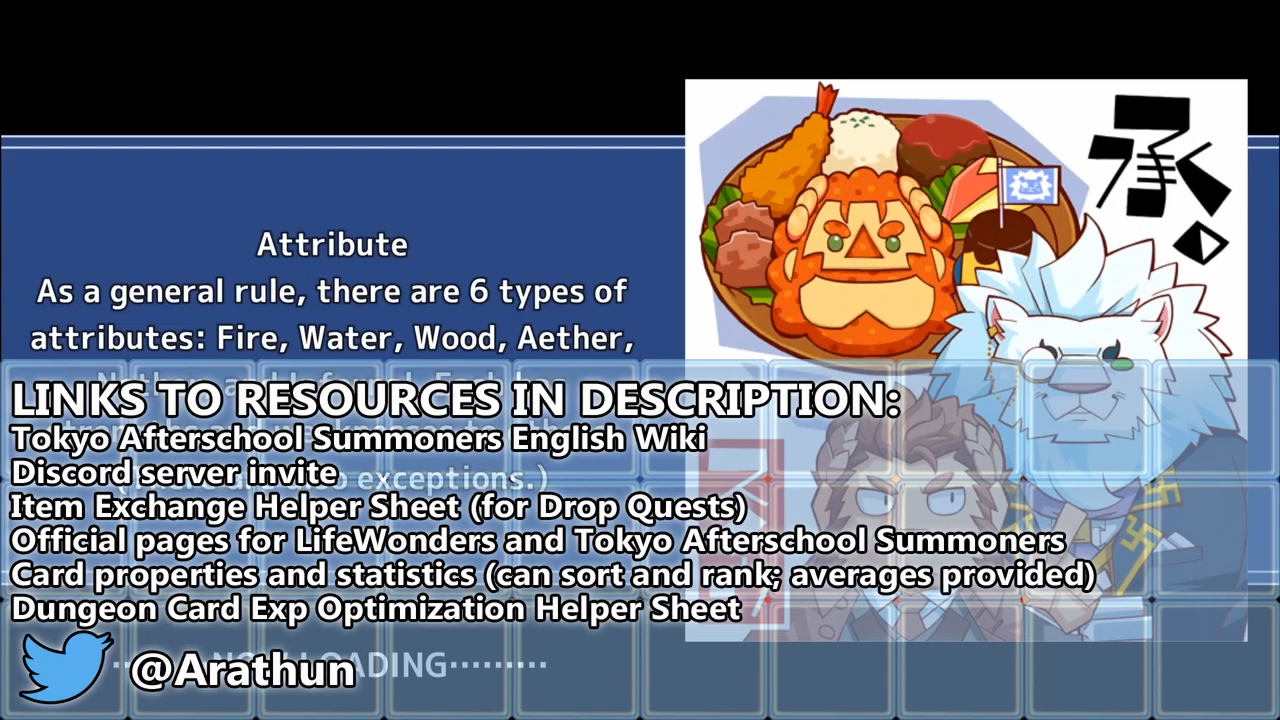 Attribute
As a general rule, there are 6 types of
attributes: Fire, Water, Wood, Aether,
承。
LINKS TO RESOURCES IN DESCRIPTION:
Tokyo Afterschool Summoners English Wiki
Discord server invite
exceptions.)
Item Exchange Helper Sheet (for Drop Quests)
Official pages for LifeWonders and Tokyo Afterschool Summoners
Card properties and statistics (can sort and rank; averages provided)
Dungeon Card Exp Optimization Helper Sheet
@Arathun